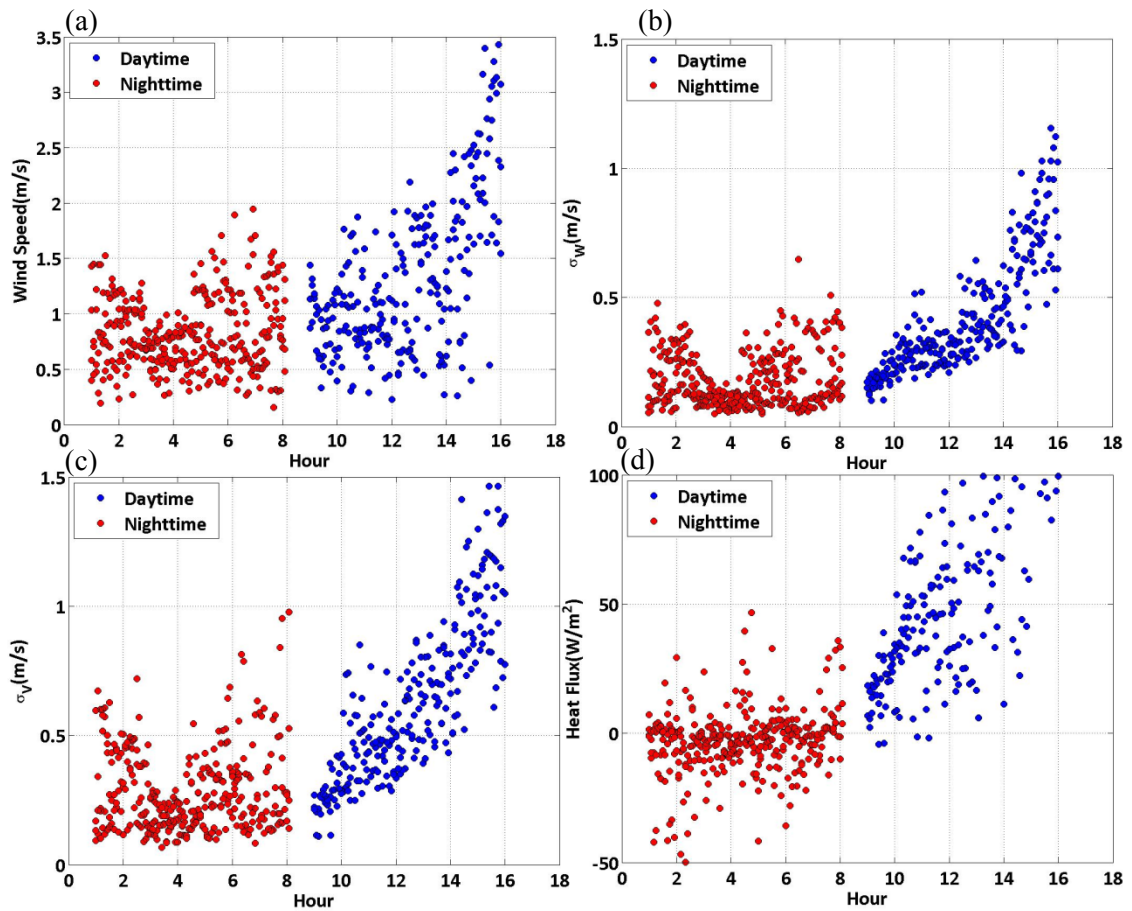 (a)
3.5
3
2.5
2
1.5
1
0.5
0
Wind Speed(m/s)
Daytime
Nighttime
0 2 4 6 8 10 12 14 16 18
Hour
(b)
1.5
1
0.5
0
σW(m/s)
Daytime
Nighttime
0 2 4 6 8 10 12 14 16 18
Hour
(c)
1.5
1
0.5
0
σV(m/s)
Daytime
Nighttime
0 2 4 6 8 10 12 14 16 18
Hour
(d)
100
50
0
-50
Heat Flux(W/m²)
Daytime
Nighttime
0 2 4 6 8 10 12 14 16 18
Hour